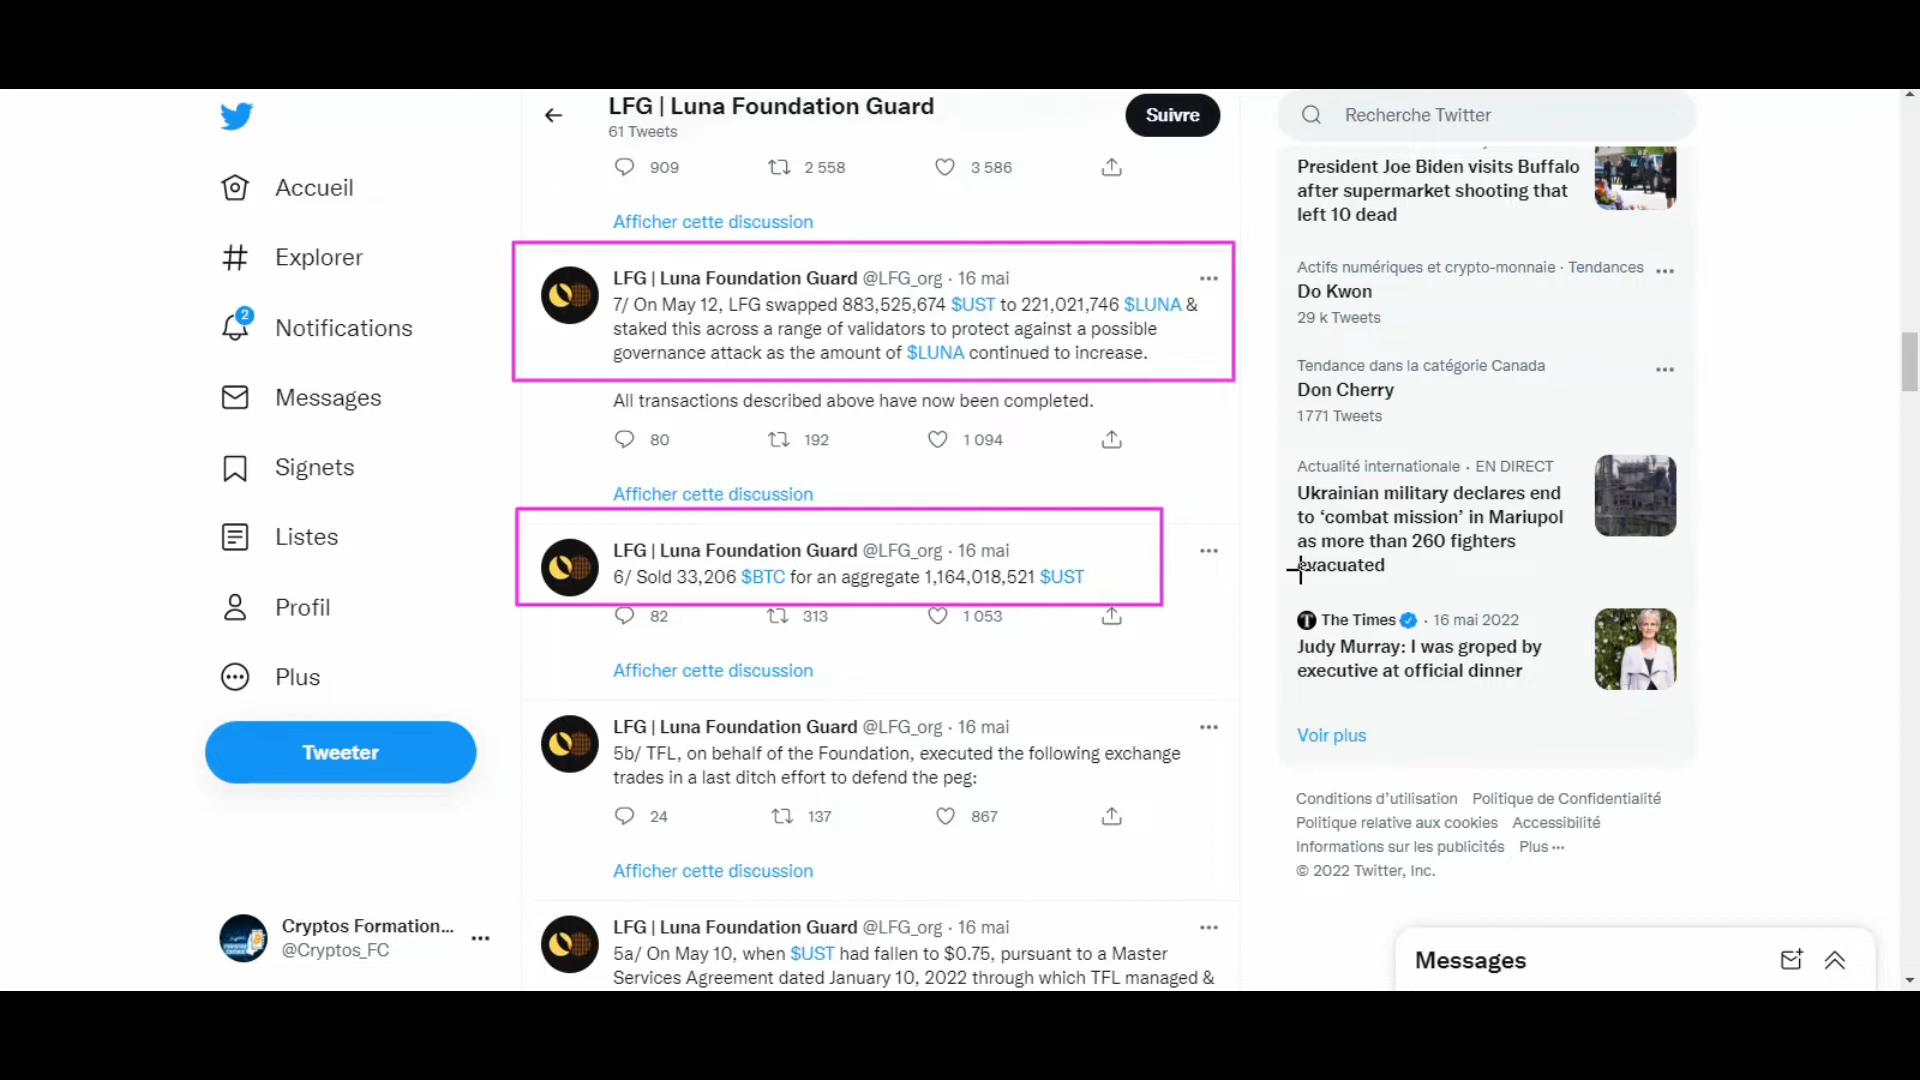 LFG | Luna Foundation Guard
61 Tweets
Suivre
Recherche Twitter
Accueil
Explorer
2
Notifications
Messages
Signets
Listes
Profil
Plus
Tweeter
Cryptos Formation...
@Cryptos_FC
909 2 558 3 586
Afficher cette discussion
LFG | Luna Foundation Guard @LFG_org · 16 mai
7/ On May 12, LFG swapped 883,525,674 $UST to 221,021,746 $LUNA &
staked this across a range of validators to protect against a possible
governance attack as the amount of $LUNA continued to increase.
All transactions described above have now been completed.
80 192 1 094
Afficher cette discussion
LFG | Luna Foundation Guard @LFG_org · 16 mai
6/ Sold 33,206 $BTC for an aggregate 1,164,018,521 $UST
82 313 1 053
Afficher cette discussion
LFG | Luna Foundation Guard @LFG_org · 16 mai
5b/ TFL, on behalf of the Foundation, executed the following exchange
trades in a last ditch effort to defend the peg:
24 137 867
Afficher cette discussion
LFG | Luna Foundation Guard @LFG_org · 16 mai
5a/ On May 10, when $UST had fallen to $0.75, pursuant to a Master
Services Agreement dated January 10, 2022 through which TFL managed &
President Joe Biden visits Buffalo
after supermarket shooting that
left 10 dead
Actifs numériques et crypto-monnaie · Tendances
Do Kwon
29 k Tweets
Tendance dans la catégorie Canada
Don Cherry
1771 Tweets
Actualité internationale · EN DIRECT
Ukrainian military declares end
to ‘combat mission’ in Mariupol
as more than 260 fighters
evacuated
The Times · 16 mai 2022
Judy Murray: I was groped by
executive at official dinner
Voir plus
Conditions d’utilisation Politique de Confidentialité
Politique relative aux cookies Accessibilité
Informations sur les publicités Plus ···
© 2022 Twitter, Inc.
Messages